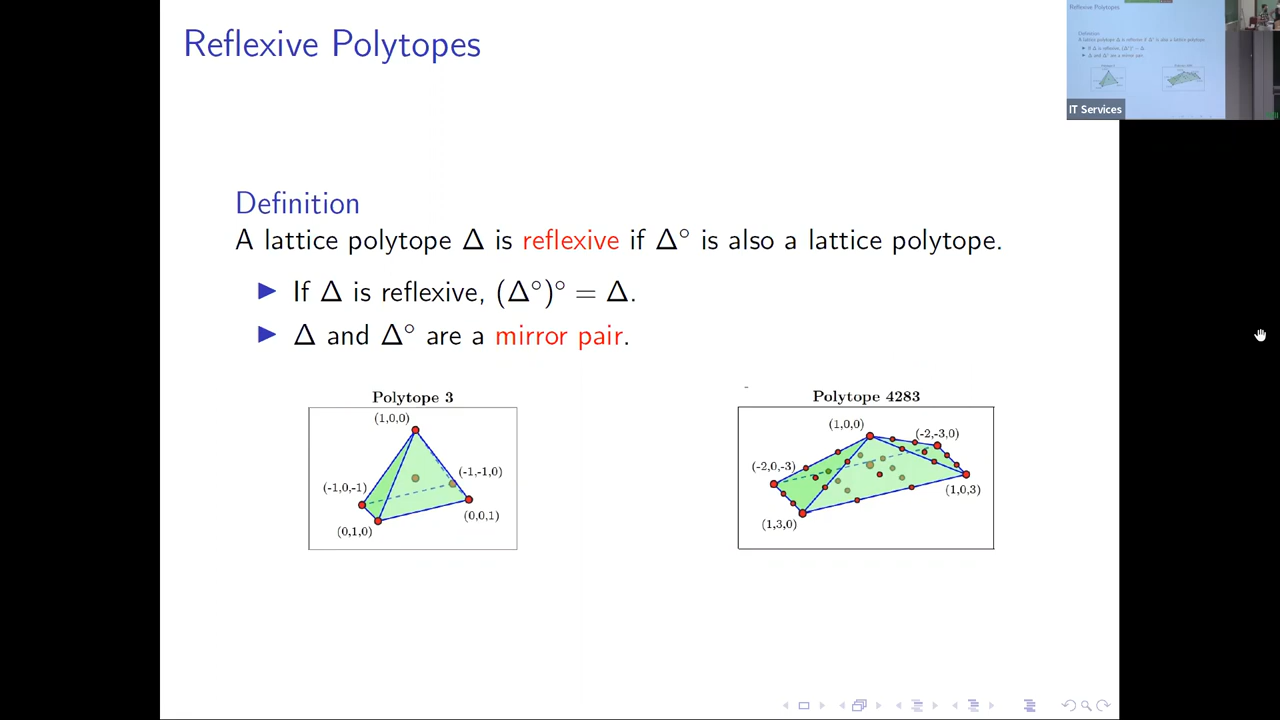 Reflexive Polytopes
IT Services
Definition
A lattice polytope Δ is reflexive if Δ° is also a lattice polytope.
If Δ is reflexive, (Δ°)° = Δ.
Δ and Δ° are a mirror pair.
Polytope 3
(1,0,0)
(-1,-1,0)
(-1,0,-1)
(0,0,1)
(0,1,0)
Polytope 4283
(1,0,0)
(-2,-3,0)
(-2,0,-3)
(1,0,3)
(1,3,0)